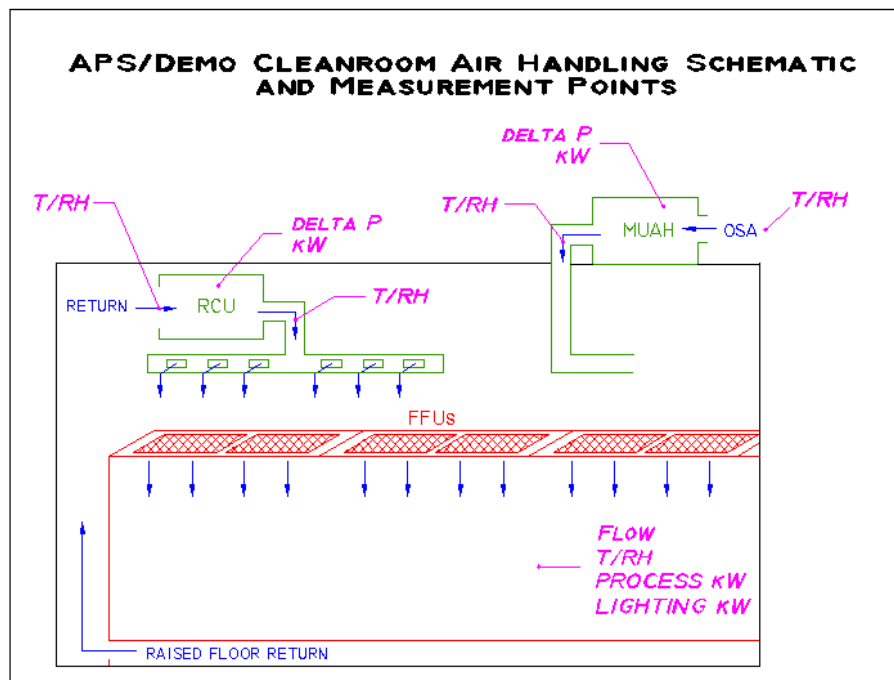 APS/DEMO CLEANROOM AIR HANDLING SCHEMATIC
AND MEASUREMENT POINTS
DELTA P
KW
T/RH
T/RH
T/RH
DELTA P
KW
MUAH
OSA
RETURN
RCU
T/RH
FFUs
FLOW
T/RH
PROCESS KW
LIGHTING KW
RAISED FLOOR RETURN